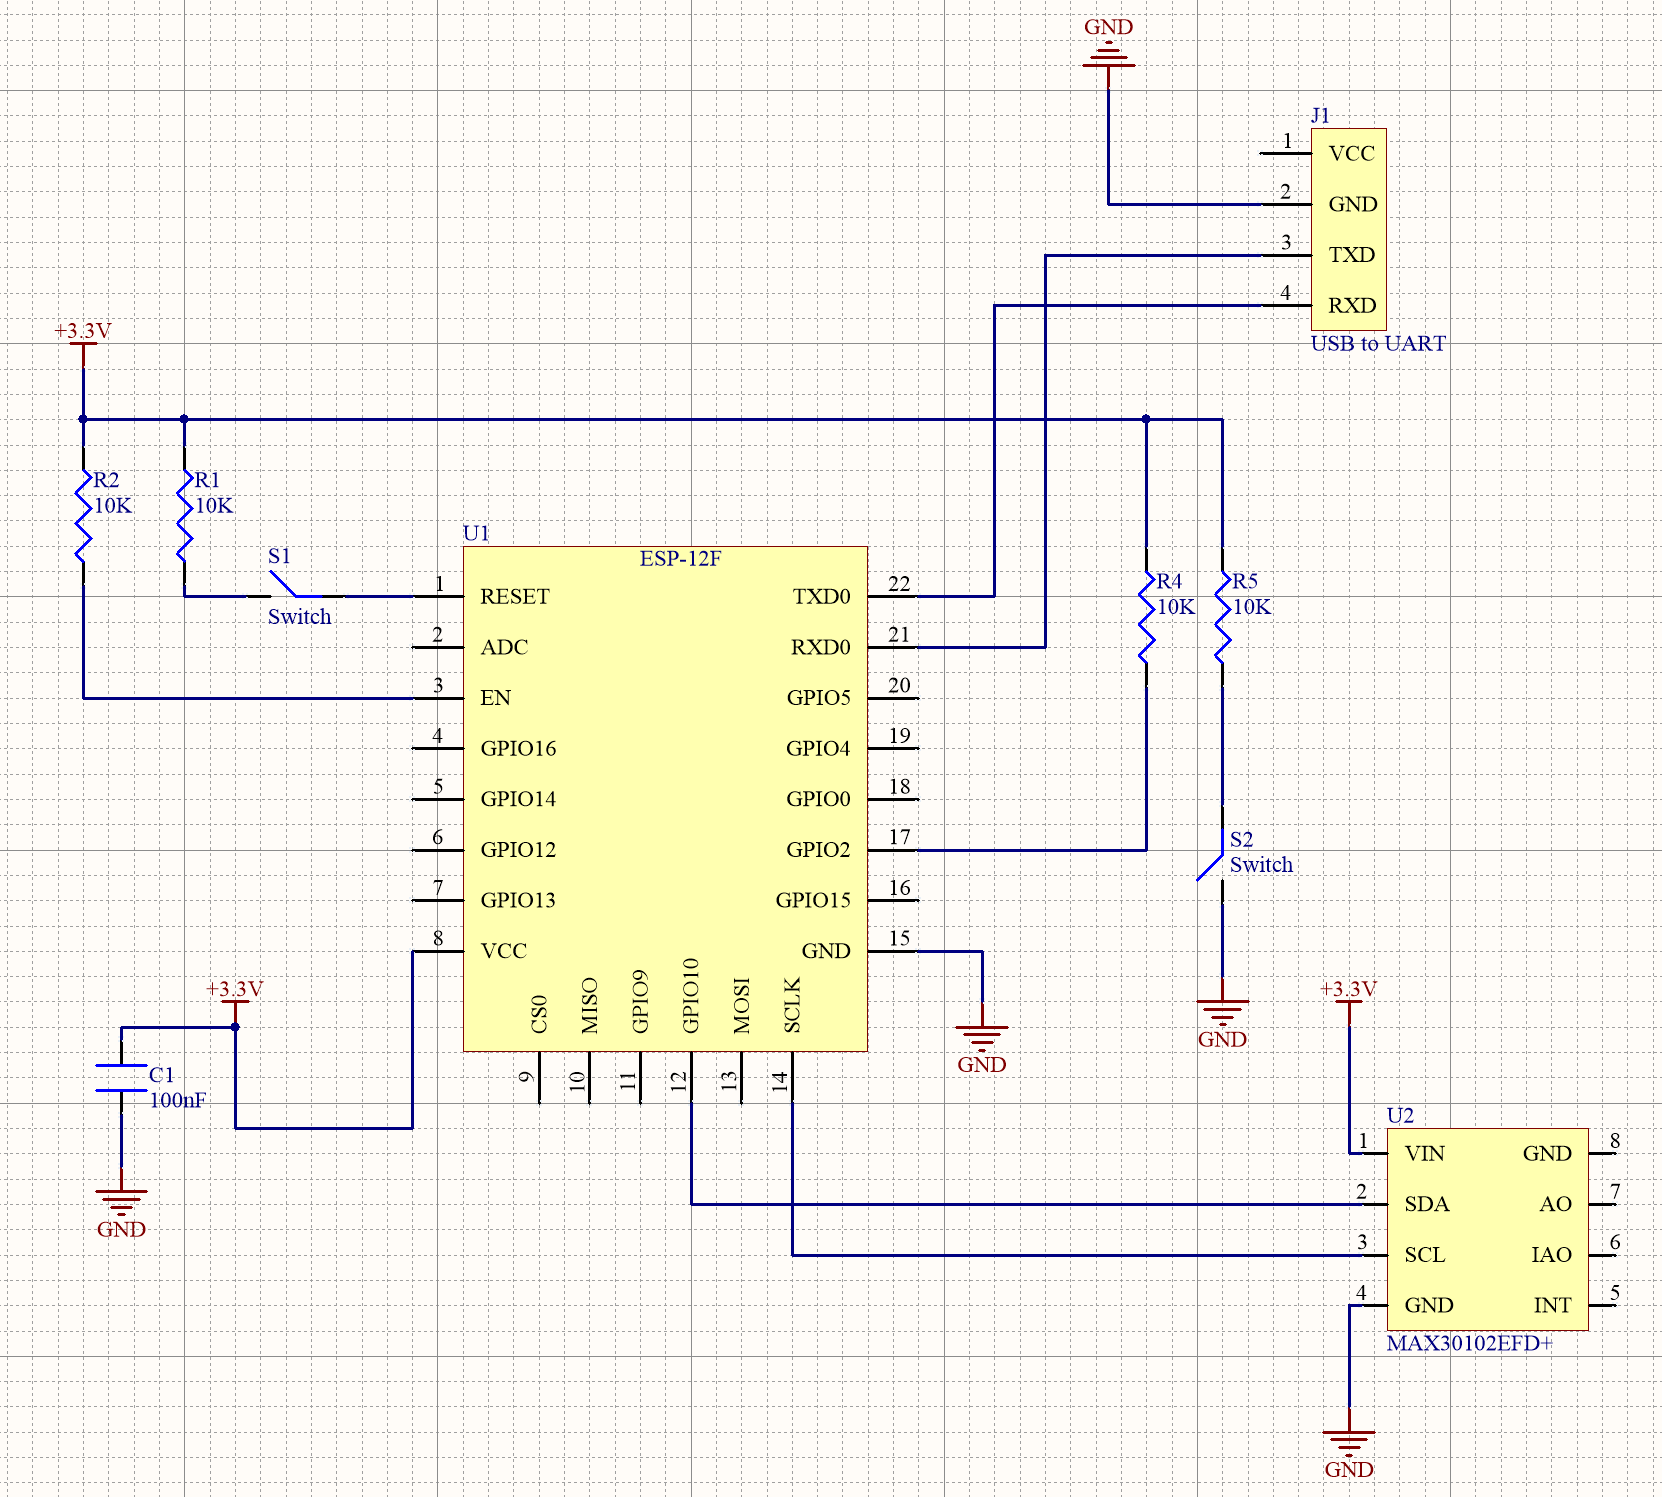 GND
J1
1 VCC
2 GND
3 TXD
4 RXD
USB to UART
+3.3V
R2
10K
R1
10K
S1
Switch
U1
ESP-12F
1 RESET
2 ADC
3 EN
4 GPIO16
5 GPIO14
6 GPIO12
7 GPIO13
8 VCC
TXD0 22
RXD0 21
GPIO5 20
GPIO4 19
GPIO0 18
GPIO2 17
GPIO15 16
GND 15
CS0 9
MISO 10
GPIO9 11
GPIO10 12
MOSI 13
SCLK 14
R4
10K
R5
10K
S2
Switch
GND
GND
+3.3V
C1
100nF
GND
+3.3V
U2
1 VIN
2 SDA
3 SCL
4 GND
GND 8
AO 7
IAO 6
INT 5
MAX30102EFD+
GND